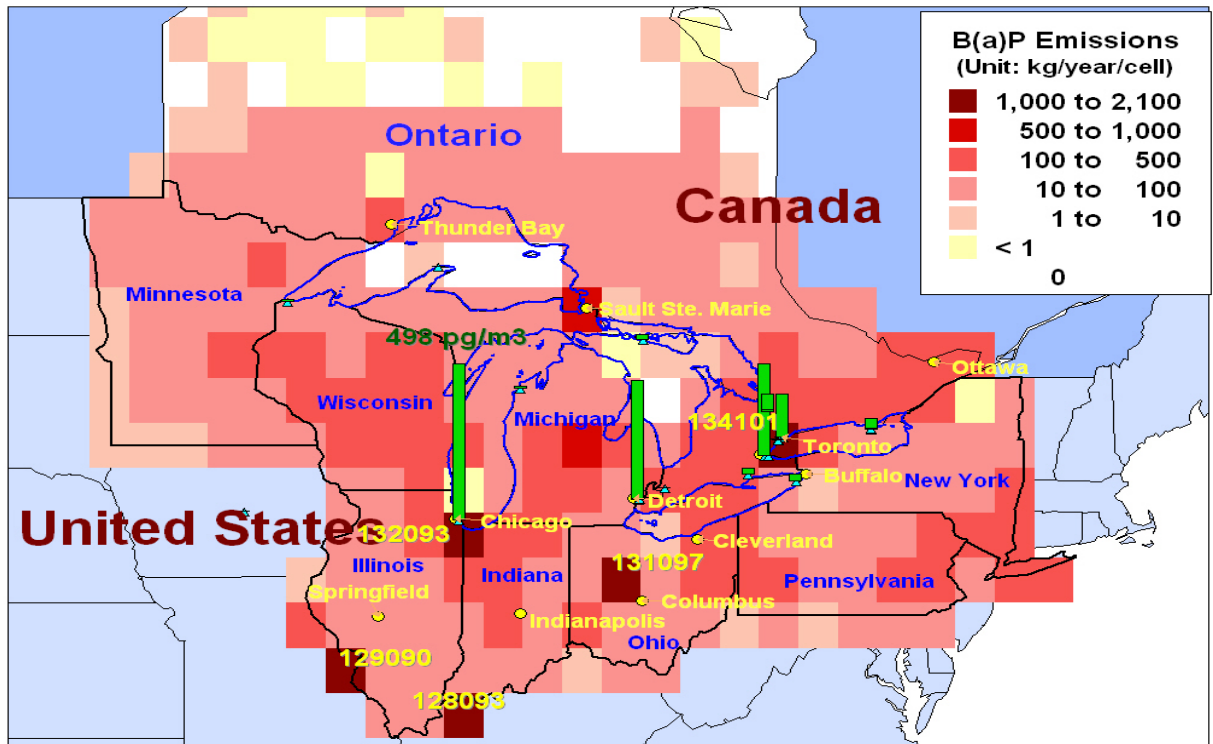 B(a)P Emissions
(Unit: kg/year/cell)
1,000 to 2,100
500 to 1,000
100 to 500
10 to 100
1 to 10
< 1
0
Ontario
Canada
Thunder Bay
Minnesota
Sault Ste. Marie
498 pg/m3
Ottawa
Wisconsin
Michigan
134101
Toronto
Buffalo
New York
Detroit
United States
Chicago
132093
Cleverland
Illinois
Indiana
131097
Pennsylvania
Springfield
Columbus
Indianapolis
Ohio
129090
128093